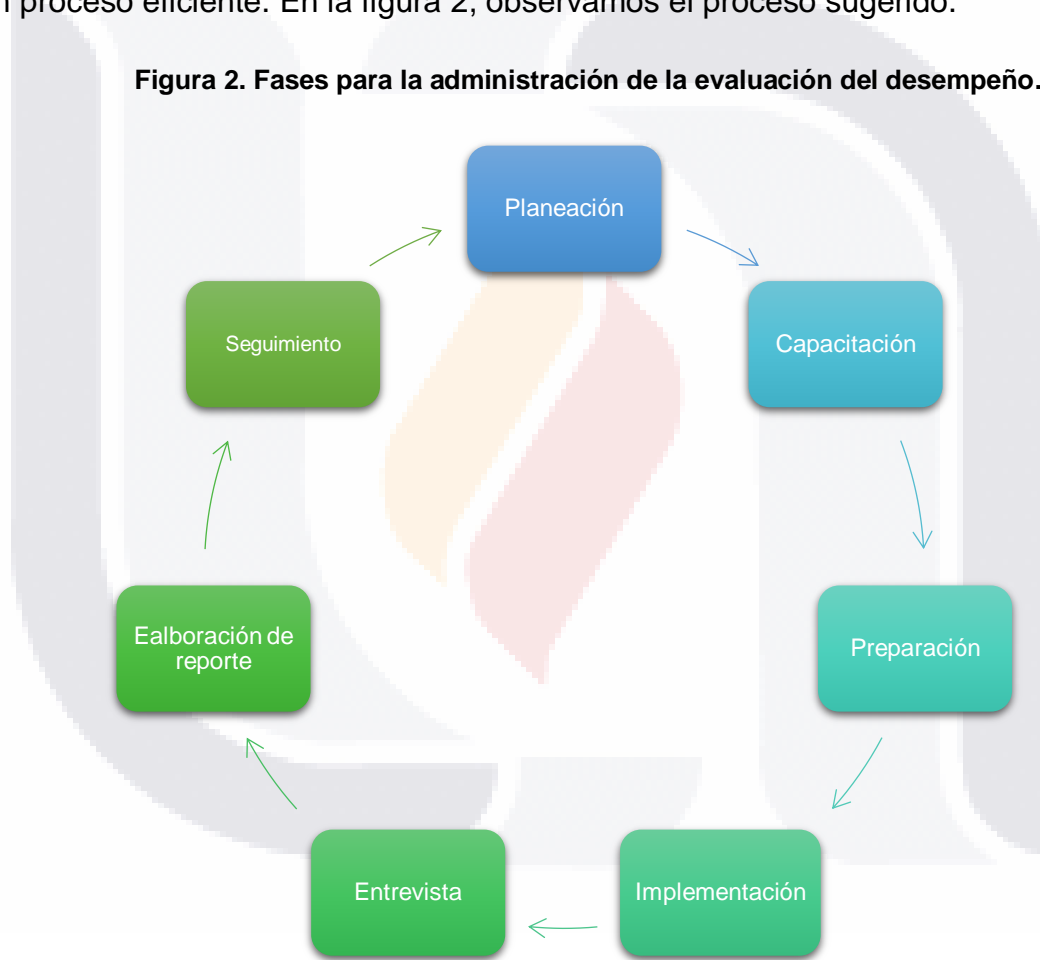 proceso eficiente. En la figura 2, observamos el proceso sugerido.
Figura 2. Fases para la administración de la evaluación del desempeño.
Planeación
Capacitación
Preparación
Implementación
Entrevista
Ealboración de
reporte
Seguimiento